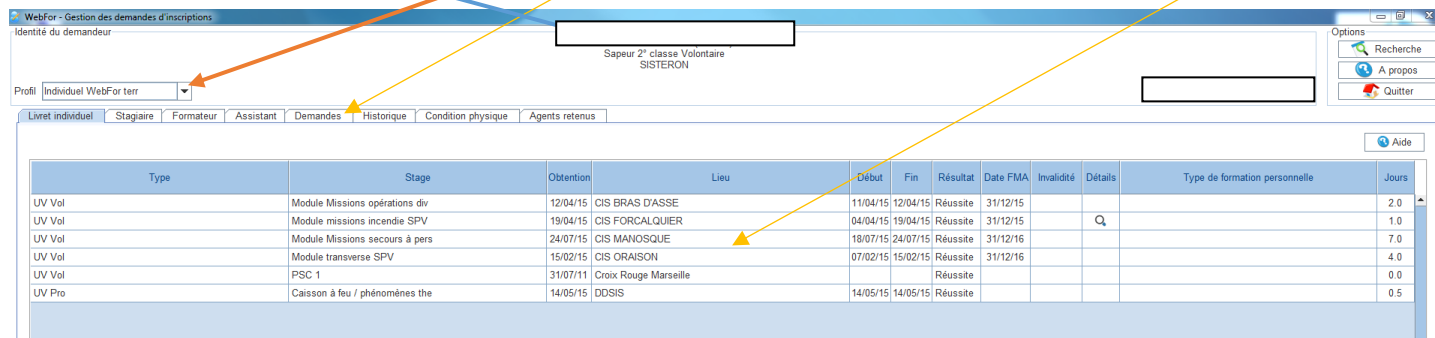 WebFor - Gestion des demandes d'inscriptions
Identité du demandeur
Options
Sapeur 2° classe Volontaire
SISTERON
Recherche
A propos
Quitter
Profil Individuel WebFor terr
Livret individuel Stagiaire Formateur Assistant Demandes Historique Condition physique Agents retenus
Aide
Type Stage Obtention Lieu Début Fin Résultat Date FMA Invalidité Détails Type de formation personnelle Jours
UV Vol Module Missions opérations div 12/04/15 CIS BRAS D'ASSE 11/04/15 12/04/15 Réussite 31/12/15 2.0
UV Vol Module missions incendie SPV 19/04/15 CIS FORCALQUIER 04/04/15 19/04/15 Réussite 31/12/15 1.0
UV Vol Module Missions secours à pers 24/07/15 CIS MANOSQUE 18/07/15 24/07/15 Réussite 31/12/16 7.0
UV Vol Module transverse SPV 15/02/15 CIS ORAISON 07/02/15 15/02/15 Réussite 31/12/16 4.0
UV Vol PSC 1 31/07/11 Croix Rouge Marseille Réussite 0.0
UV Pro Caisson à feu / phénomènes the 14/05/15 DDSIS 14/05/15 14/05/15 Réussite 0.5